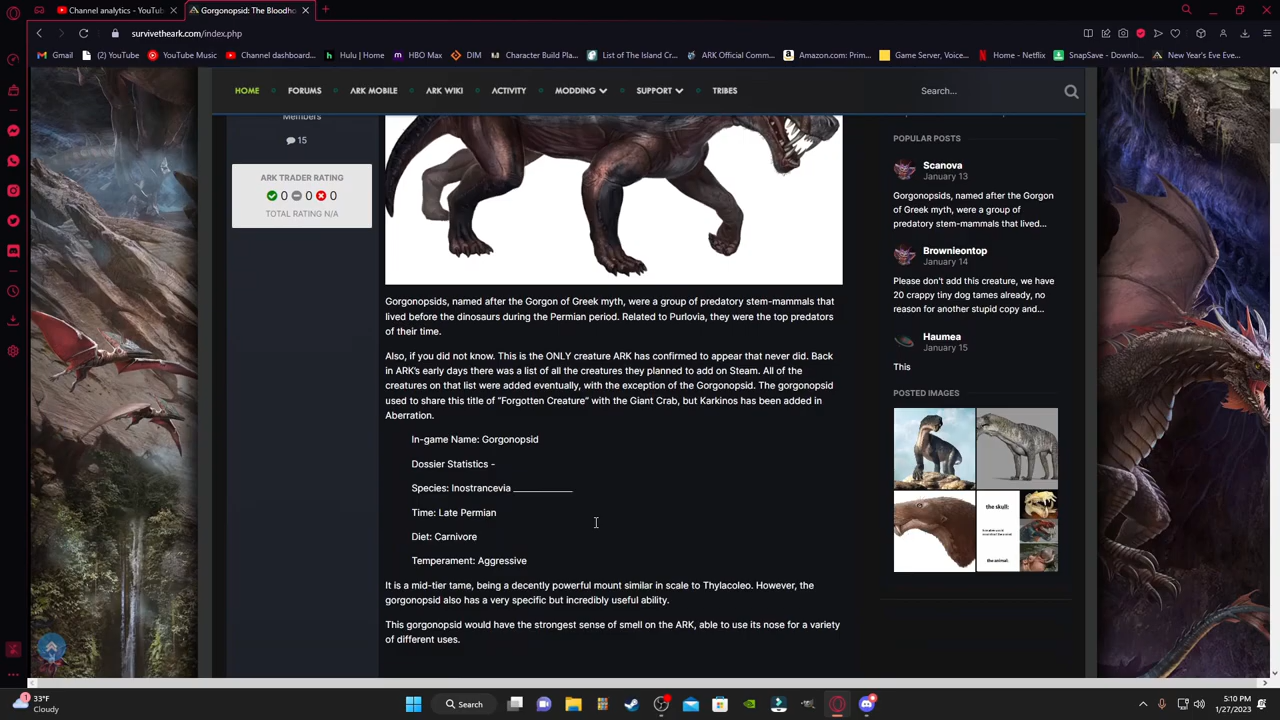 YouTube Music
Gorgonopsid: The Bloodho
survivetheark.com/index.php
Gmail
(2) YouTube
YouTube Music
Channel dashboard...
Hulu | Home
HBO Max
DIM
Character Build Pla...
List of The Island Cr...
ARK Official Comm...
Amazon.com: Prim...
Game Server, Voice...
Home - Netflix
SnapSave - Downlo...
New Year's Eve Eve...
HOME
FORUMS
ARK MOBILE
ARK WIKI
ACTIVITY
MODDING
SUPPORT
TRIBES
Search...
Members
15
ARK TRADER RATING
0 0 0
TOTAL RATING N/A
Gorgonopsids, named after the Gorgon of Greek myth, were a group of predatory stem-mammals that
lived before the dinosaurs during the Permian period. Related to Purlovia, they were the top predators
of their time.
Also, if you did not know. This is the ONLY creature ARK has confirmed to appear that never did. Back
in ARK's early days there was a list of all the creatures they planned to add on Steam. All of the
creatures on that list were added eventually, with the exception of the Gorgonopsid. The gorgonopsid
used to share this title of "Forgotten Creature" with the Giant Crab, but Karkinos has been added in
Aberration.
In-game Name: Gorgonopsid
Dossier Statistics -
Species: Inostrancevia ____________
Time: Late Permian
Diet: Carnivore
Temperament: Aggressive
It is a mid-tier tame, being a decently powerful mount similar in scale to Thylacoleo. However, the
gorgonopsid also has a very specific but incredibly useful ability.
This gorgonopsid would have the strongest sense of smell on the ARK, able to use its nose for a variety
of different uses.
POPULAR POSTS
Scanova
January 13
Gorgonopsids, named after the Gorgon
of Greek myth, were a group of
predatory stem-mammals that lived...
Brownieontop
January 14
Please don't add this creature, we have
20 crappy tiny dog tames already, no
reason for another stupid copy and...
Haumea
January 15
This
POSTED IMAGES
the skull:
the animal:
1
33°F
Cloudy
Search
5:10 PM
1/27/2023